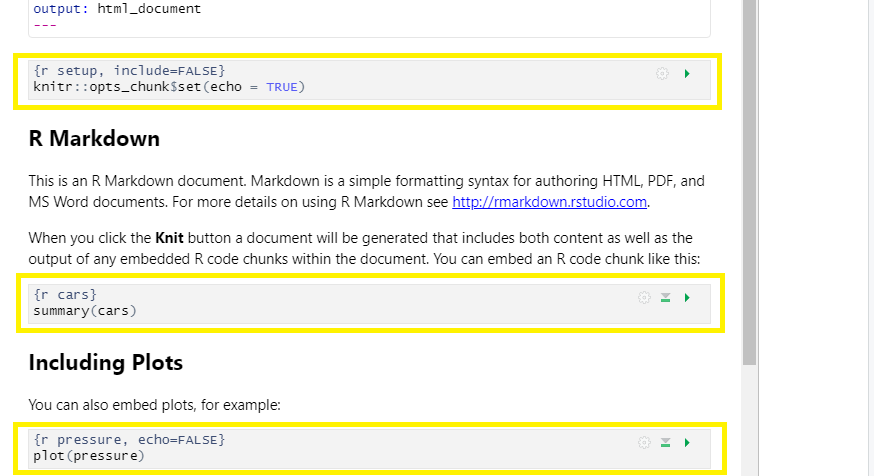 output: html_document
---
{r setup, include=FALSE}
knitr::opts_chunk$set(echo = TRUE)
R Markdown
This is an R Markdown document. Markdown is a simple formatting syntax for authoring HTML, PDF, and
MS Word documents. For more details on using R Markdown see http://rmarkdown.rstudio.com.
When you click the Knit button a document will be generated that includes both content as well as the
output of any embedded R code chunks within the document. You can embed an R code chunk like this:
{r cars}
summary(cars)
Including Plots
You can also embed plots, for example:
{r pressure, echo=FALSE}
plot(pressure)